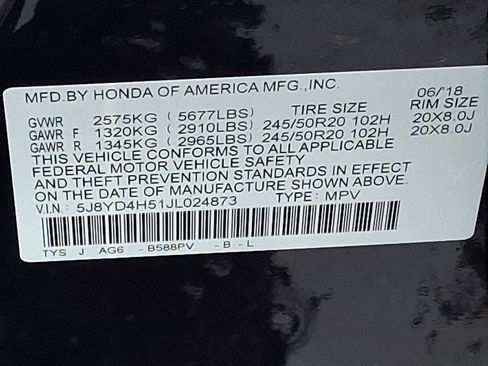 MFD.BY HONDA OF AMERICA MFG.,INC. 06/'18
GVWR 2575KG (5677LBS) TIRE SIZE RIM SIZE
GAWR F 1320KG (2910LBS) 245/50R20 102H 20X8.0J
GAWR R 1345KG (2965LBS) 245/50R20 102H 20X8.0J
THIS VEHICLE CONFORMS TO ALL APPLICABLE
FEDERAL MOTOR VEHICLE SAFETY
AND THEFT PREVENTION STANDARDS IN EFFECT
ON THE DATE OF MANUFACTURE SHOWN ABOVE.
V.I.N.: 5J8YD4H51JL024873 TYPE: MPV
TYS J AG6 -B588PV -B-L